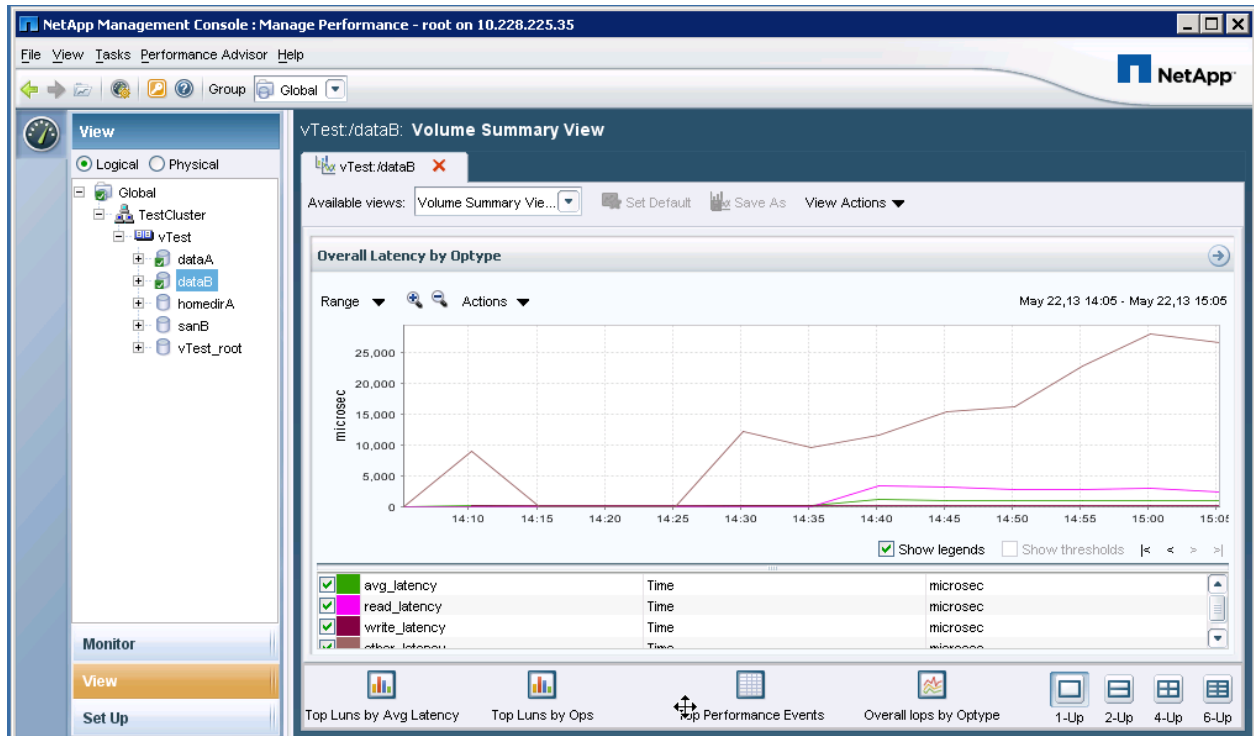 NetApp Management Console : Manage Performance - root on 10.228.225.35
File View Tasks Performance Advisor Help
NetApp
Group Global
View
Logical Physical
Global
TestCluster
vTest
dataA
dataB
homedirA
sanB
vTest_root
Monitor
View
Set Up
vTest:/dataB: Volume Summary View
vTest:/dataB
Available views: Volume Summary Vie... Set Default Save As View Actions
Overall Latency by Optype
Range Actions May 22,13 14:05 - May 22,13 15:05
microsec
25,000
20,000
15,000
10,000
5,000
0
14:10 14:15 14:20 14:25 14:30 14:35 14:40 14:45 14:50 14:55 15:00 15:05
Show legends Show thresholds |< < > >|
avg_latency Time microsec
read_latency Time microsec
write_latency Time microsec
other_latency Time microsec
Top Luns by Avg Latency Top Luns by Ops Top Performance Events Overall Iops by Optype 1-Up 2-Up 4-Up 6-Up